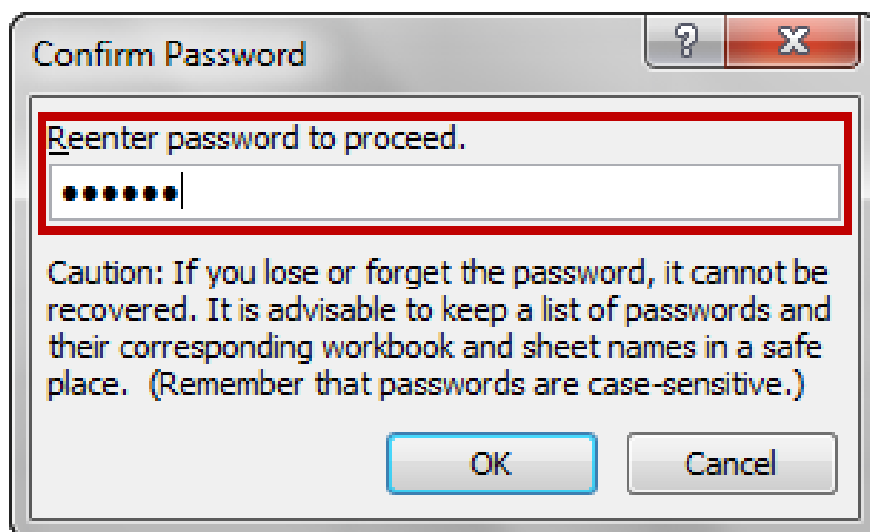 Confirm Password
Reenter password to proceed.
••••••
Caution: If you lose or forget the password, it cannot be
recovered. It is advisable to keep a list of passwords and
their corresponding workbook and sheet names in a safe
place.  (Remember that passwords are case-sensitive.)
OK Cancel